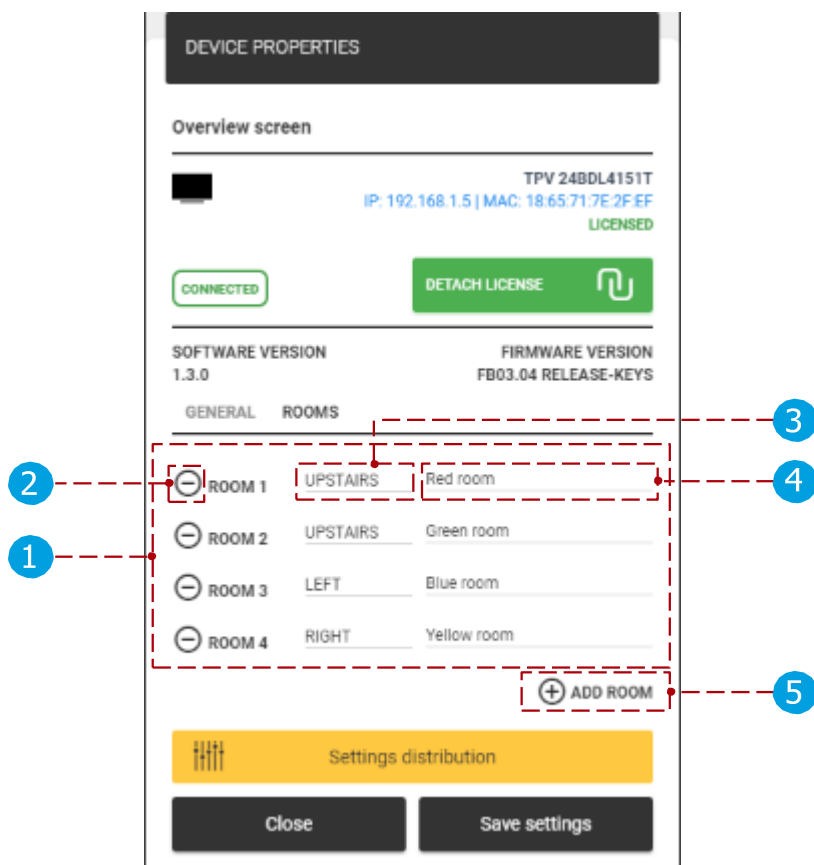 DEVICE PROPERTIES
Overview screen
TPV 24BDL4151T
IP: 192.168.1.5 | MAC: 18:65:71:7E:2F:EF
LICENSED
CONNECTED
DETACH LICENSE
SOFTWARE VERSION FIRMWARE VERSION
1.3.0 FB03.04 RELEASE-KEYS
GENERAL ROOMS
3
2 ROOM 1 UPSTAIRS Red room 4
ROOM 2 UPSTAIRS Green room
1
ROOM 3 LEFT Blue room
ROOM 4 RIGHT Yellow room
ADD ROOM 5
Settings distribution
Close Save settings